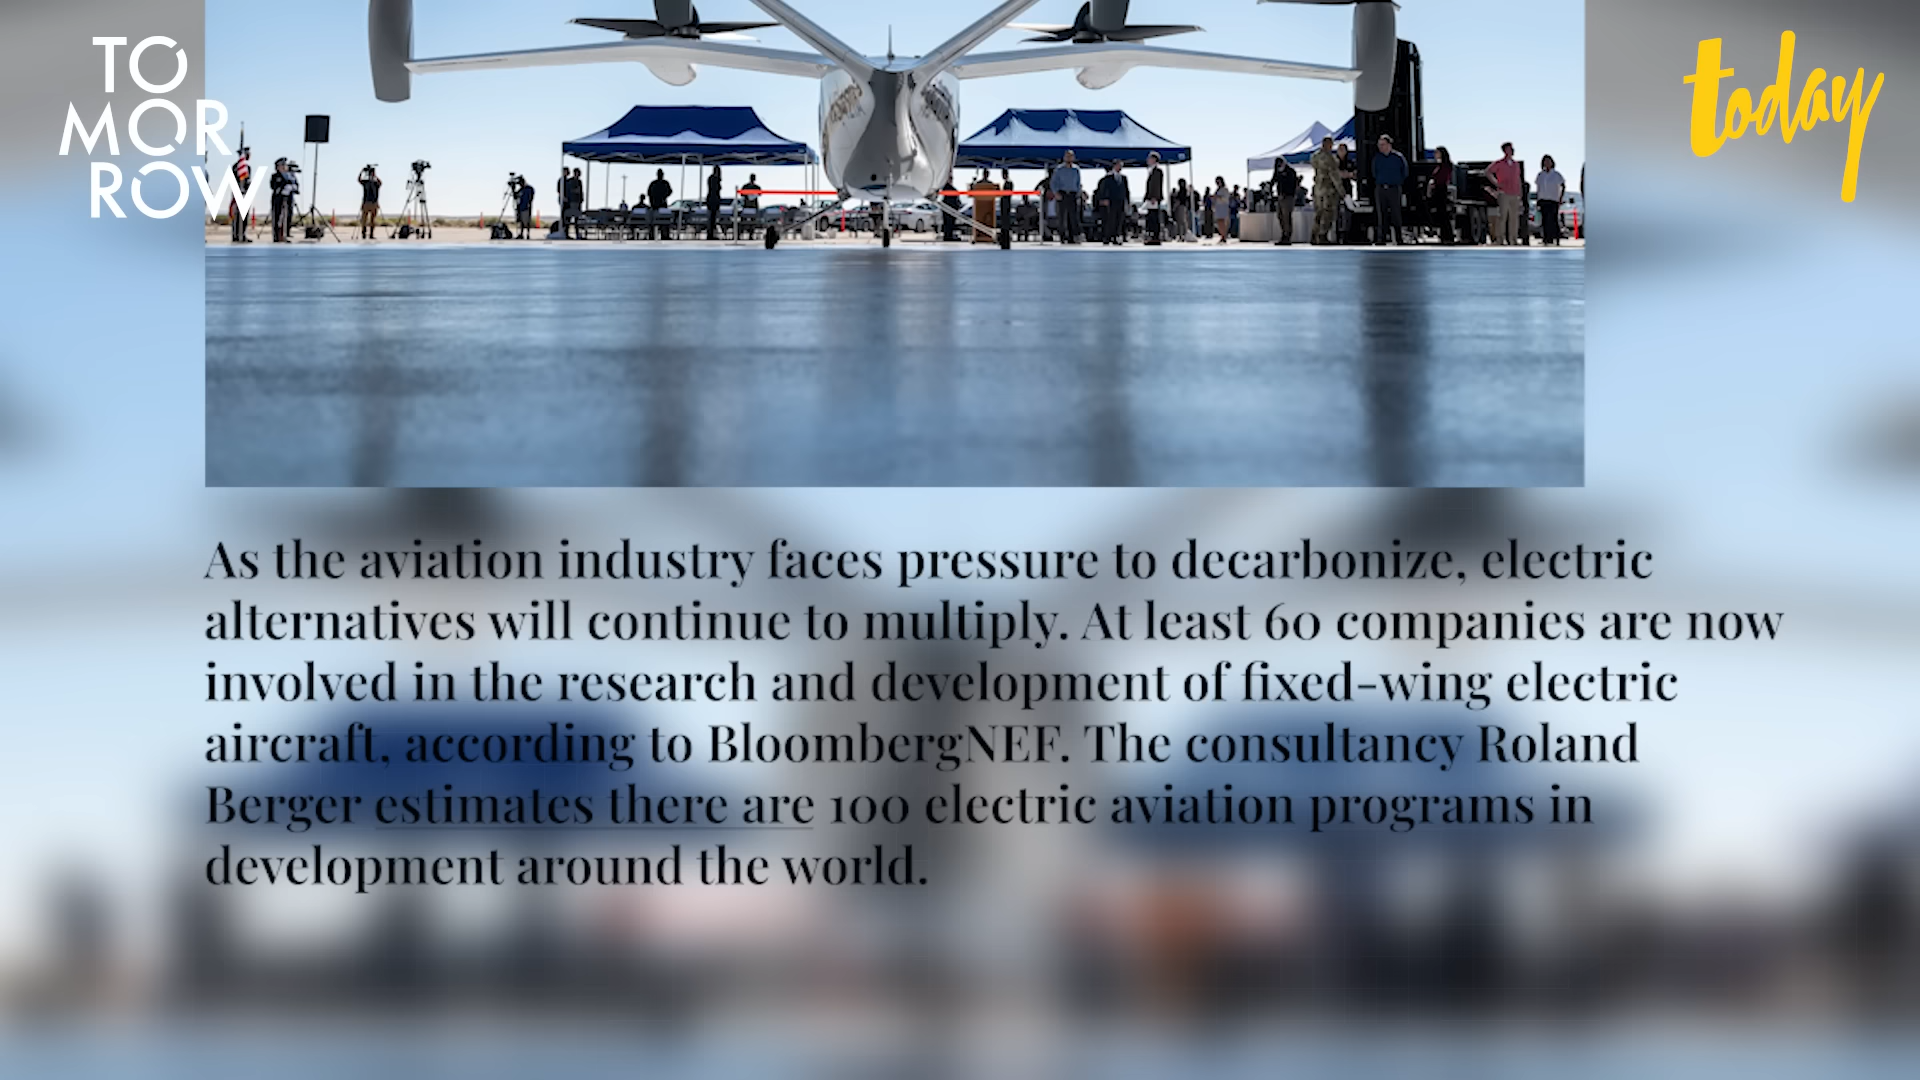 TO
MOR
ROW
today
As the aviation industry faces pressure to decarbonize, electric
alternatives will continue to multiply. At least 60 companies are now
involved in the research and development of fixed-wing electric
aircraft, according to BloombergNEF. The consultancy Roland
Berger estimates there are 100 electric aviation programs in
development around the world.